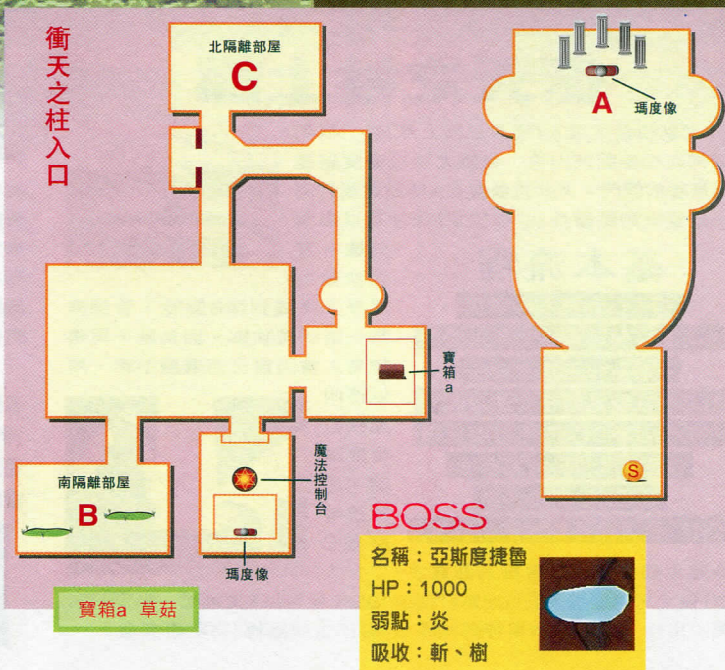 衝天之柱入口
北隔離部屋
C
A
瑪度像
寶箱a
南隔離部屋
B
魔法控制台
瑪度像
S
寶箱a 草菇
BOSS
名稱：亞斯度捷魯
HP：1000
弱點：炎
吸收：斬、樹